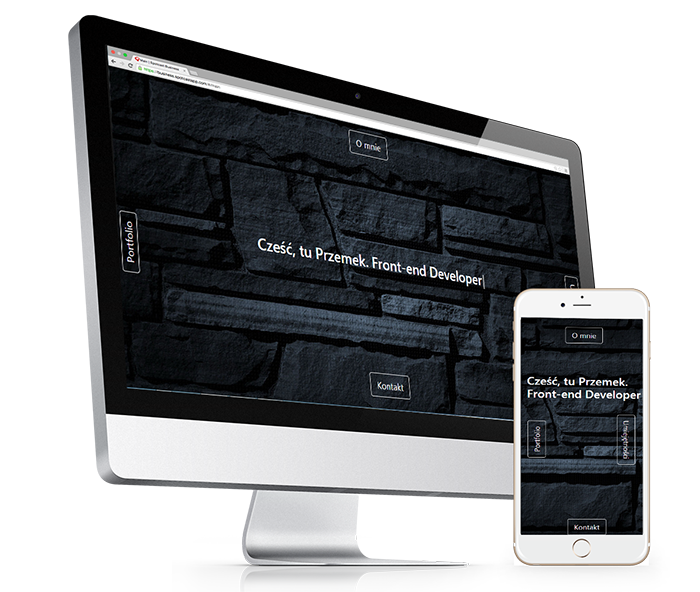 O mnie
Portfolio
Cześć, tu Przemek. Front-end Developer
Kontakt
O mnie
Cześć, tu Przemek.
Front-end Developer
Portfolio
Umiejętności
Kontakt